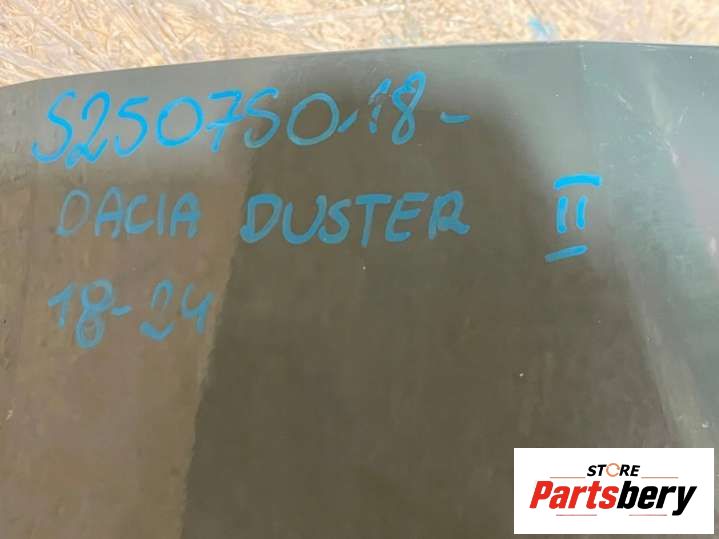 S250750-18-
DACIA DUSTER II
18-24
STORE
Partsbery